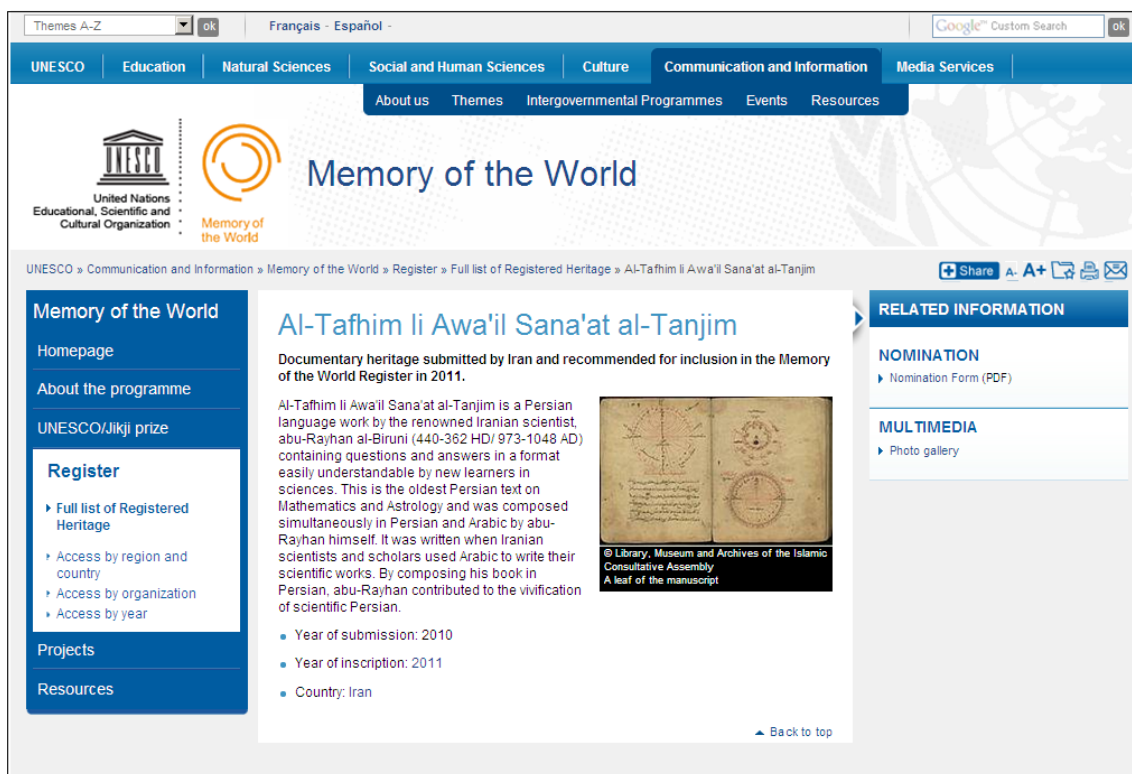 Themes A-Z
ok
Français - Español -
Google™ Custom Search
ok
UNESCO
Education
Natural Sciences
Social and Human Sciences
Culture
Communication and Information
Media Services
About us
Themes
Intergovernmental Programmes
Events
Resources
UNESCO
United Nations
Educational, Scientific and
Cultural Organization
Memory of
the World
Memory of the World
UNESCO » Communication and Information » Memory of the World » Register » Full list of Registered Heritage » Al-Tafhim li Awa'il Sana'at al-Tanjim
Share
A-
A+
Memory of the World
Homepage
About the programme
UNESCO/Jikji prize
Register
Full list of Registered
Heritage
Access by region and
country
Access by organization
Access by year
Projects
Resources
Al-Tafhim li Awa'il Sana'at al-Tanjim
Documentary heritage submitted by Iran and recommended for inclusion in the Memory
of the World Register in 2011.
Al-Tafhim li Awa'il Sana'at al-Tanjim is a Persian
language work by the renowned Iranian scientist,
abu-Rayhan al-Biruni (440-362 HD/ 973-1048 AD)
containing questions and answers in a format
easily understandable by new learners in
sciences. This is the oldest Persian text on
Mathematics and Astrology and was composed
simultaneously in Persian and Arabic by abu-
Rayhan himself. It was written when Iranian
scientists and scholars used Arabic to write their
scientific works. By composing his book in
Persian, abu-Rayhan contributed to the vivification
of scientific Persian.
© Library, Museum and Archives of the Islamic
Consultative Assembly
A leaf of the manuscript
Year of submission: 2010
Year of inscription: 2011
Country: Iran
Back to top
RELATED INFORMATION
NOMINATION
Nomination Form (PDF)
MULTIMEDIA
Photo gallery